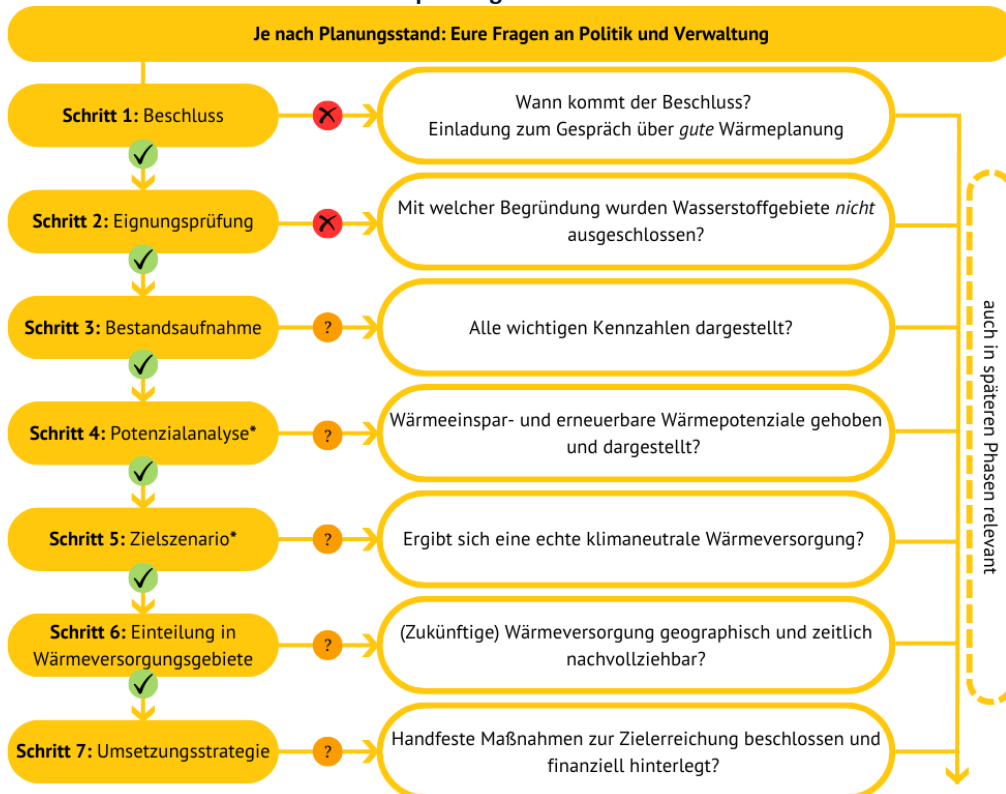 Je nach Planungsstand: Eure Fragen an Politik und Verwaltung
Schritt 1: Beschluss
Wann kommt der Beschluss?
Einladung zum Gespräch über gute Wärmeplanung
Schritt 2: Eignungsprüfung
Mit welcher Begründung wurden Wasserstoffgebiete nicht
ausgeschlossen?
Schritt 3: Bestandsaufnahme
?
Alle wichtigen Kennzahlen dargestellt?
Schritt 4: Potenzialanalyse*
?
Wärmeeinspar- und erneuerbare Wärmepotenziale gehoben
und dargestellt?
Schritt 5: Zielszenario*
?
Ergibt sich eine echte klimaneutrale Wärmeversorgung?
Schritt 6: Einteilung in
Wärmeversorgungsgebiete
?
(Zukünftige) Wärmeversorgung geographisch und zeitlich
nachvollziehbar?
Schritt 7: Umsetzungsstrategie
?
Handfeste Maßnahmen zur Zielerreichung beschlossen und
finanziell hinterlegt?
auch in späteren Phasen relevant